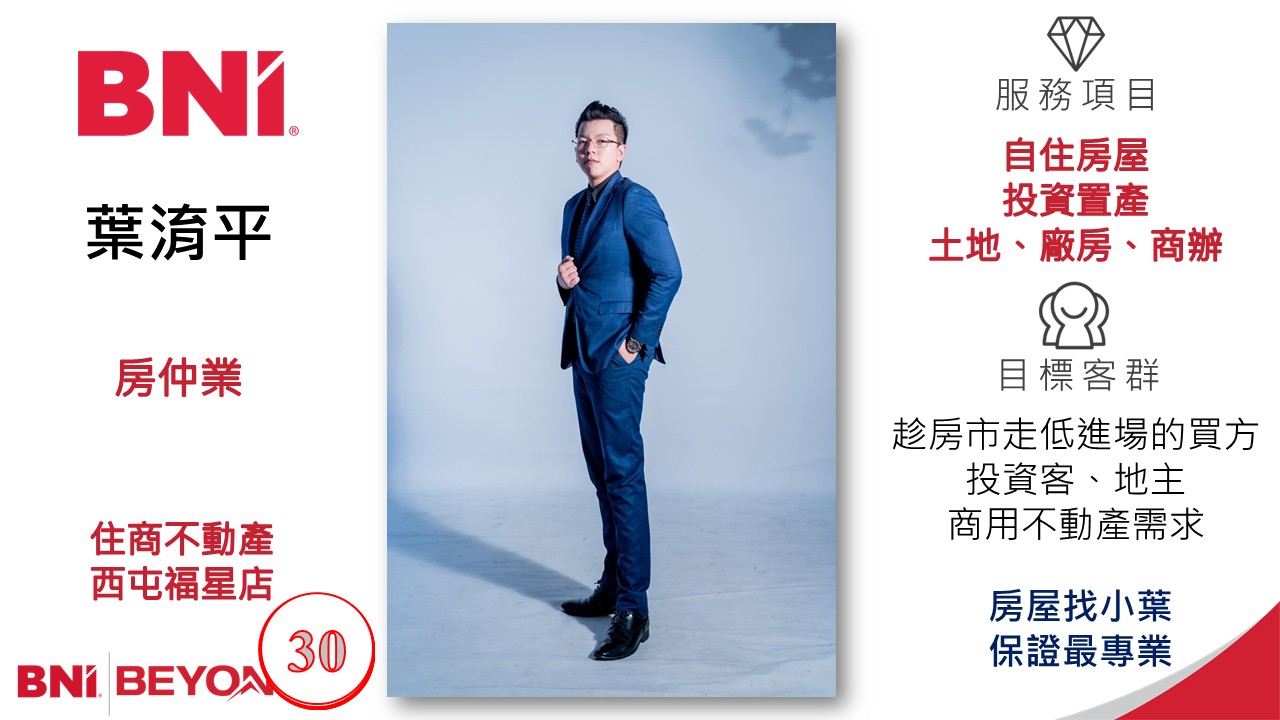 BNI®
葉淯平
房仲業
住商不動產
西屯福星店
30
BNI® BEYON
服務項目
自住房屋
投資置產
土地、廠房、商辦
目標客群
趁房市走低進場的買方
投資客、地主
商用不動產需求
房屋找小葉
保證最專業